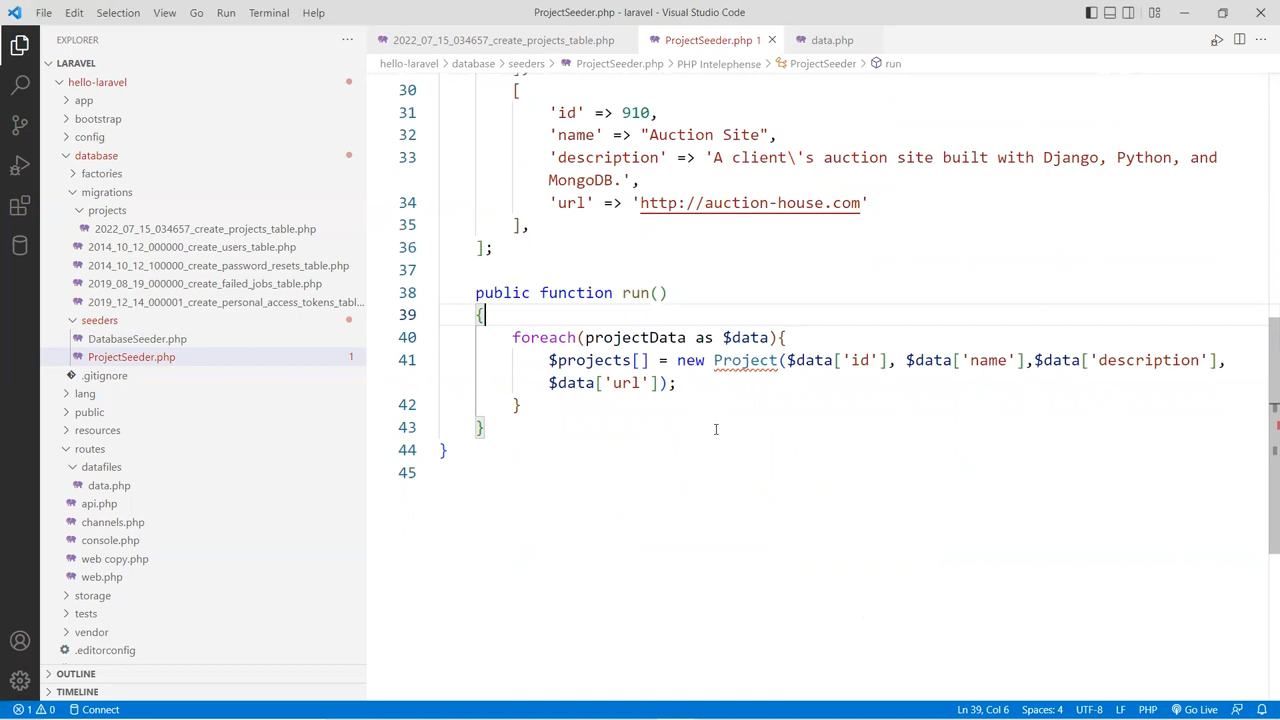 File Edit Selection View Go Run Terminal Help ProjectSeeder.php - laravel - Visual Studio Code
EXPLORER
LARAVEL
hello-laravel
app
bootstrap
config
database
factories
migrations
projects
2022_07_15_034657_create_projects_table.php
2014_10_12_000000_create_users_table.php
2014_10_12_100000_create_password_resets_table.php
2019_08_19_000000_create_failed_jobs_table.php
2019_12_14_000001_create_personal_access_tokens_tabl...
seeders
DatabaseSeeder.php
ProjectSeeder.php 1
.gitignore
lang
public
resources
routes
datafiles
data.php
api.php
channels.php
console.php
web copy.php
web.php
storage
tests
vendor
.editorconfig
OUTLINE
TIMELINE
2022_07_15_034657_create_projects_table.php ProjectSeeder.php 1 data.php
hello-laravel > database > seeders > ProjectSeeder.php > PHP Intelephense > ProjectSeeder > run
30 [
31 'id' => 910,
32 'name' => "Auction Site",
33 'description' => 'A client\'s auction site built with Django, Python, and
MongoDB.',
34 'url' => 'http://auction-house.com'
35 ],
36 ];
37
38 public function run()
39 {
40 foreach(projectData as $data){
41 $projects[] = new Project($data['id'], $data['name'],$data['description'],
$data['url']);
42 }
43 }
44 }
45
1 0 Connect Ln 39, Col 6 Spaces: 4 UTF-8 LF PHP Go Live